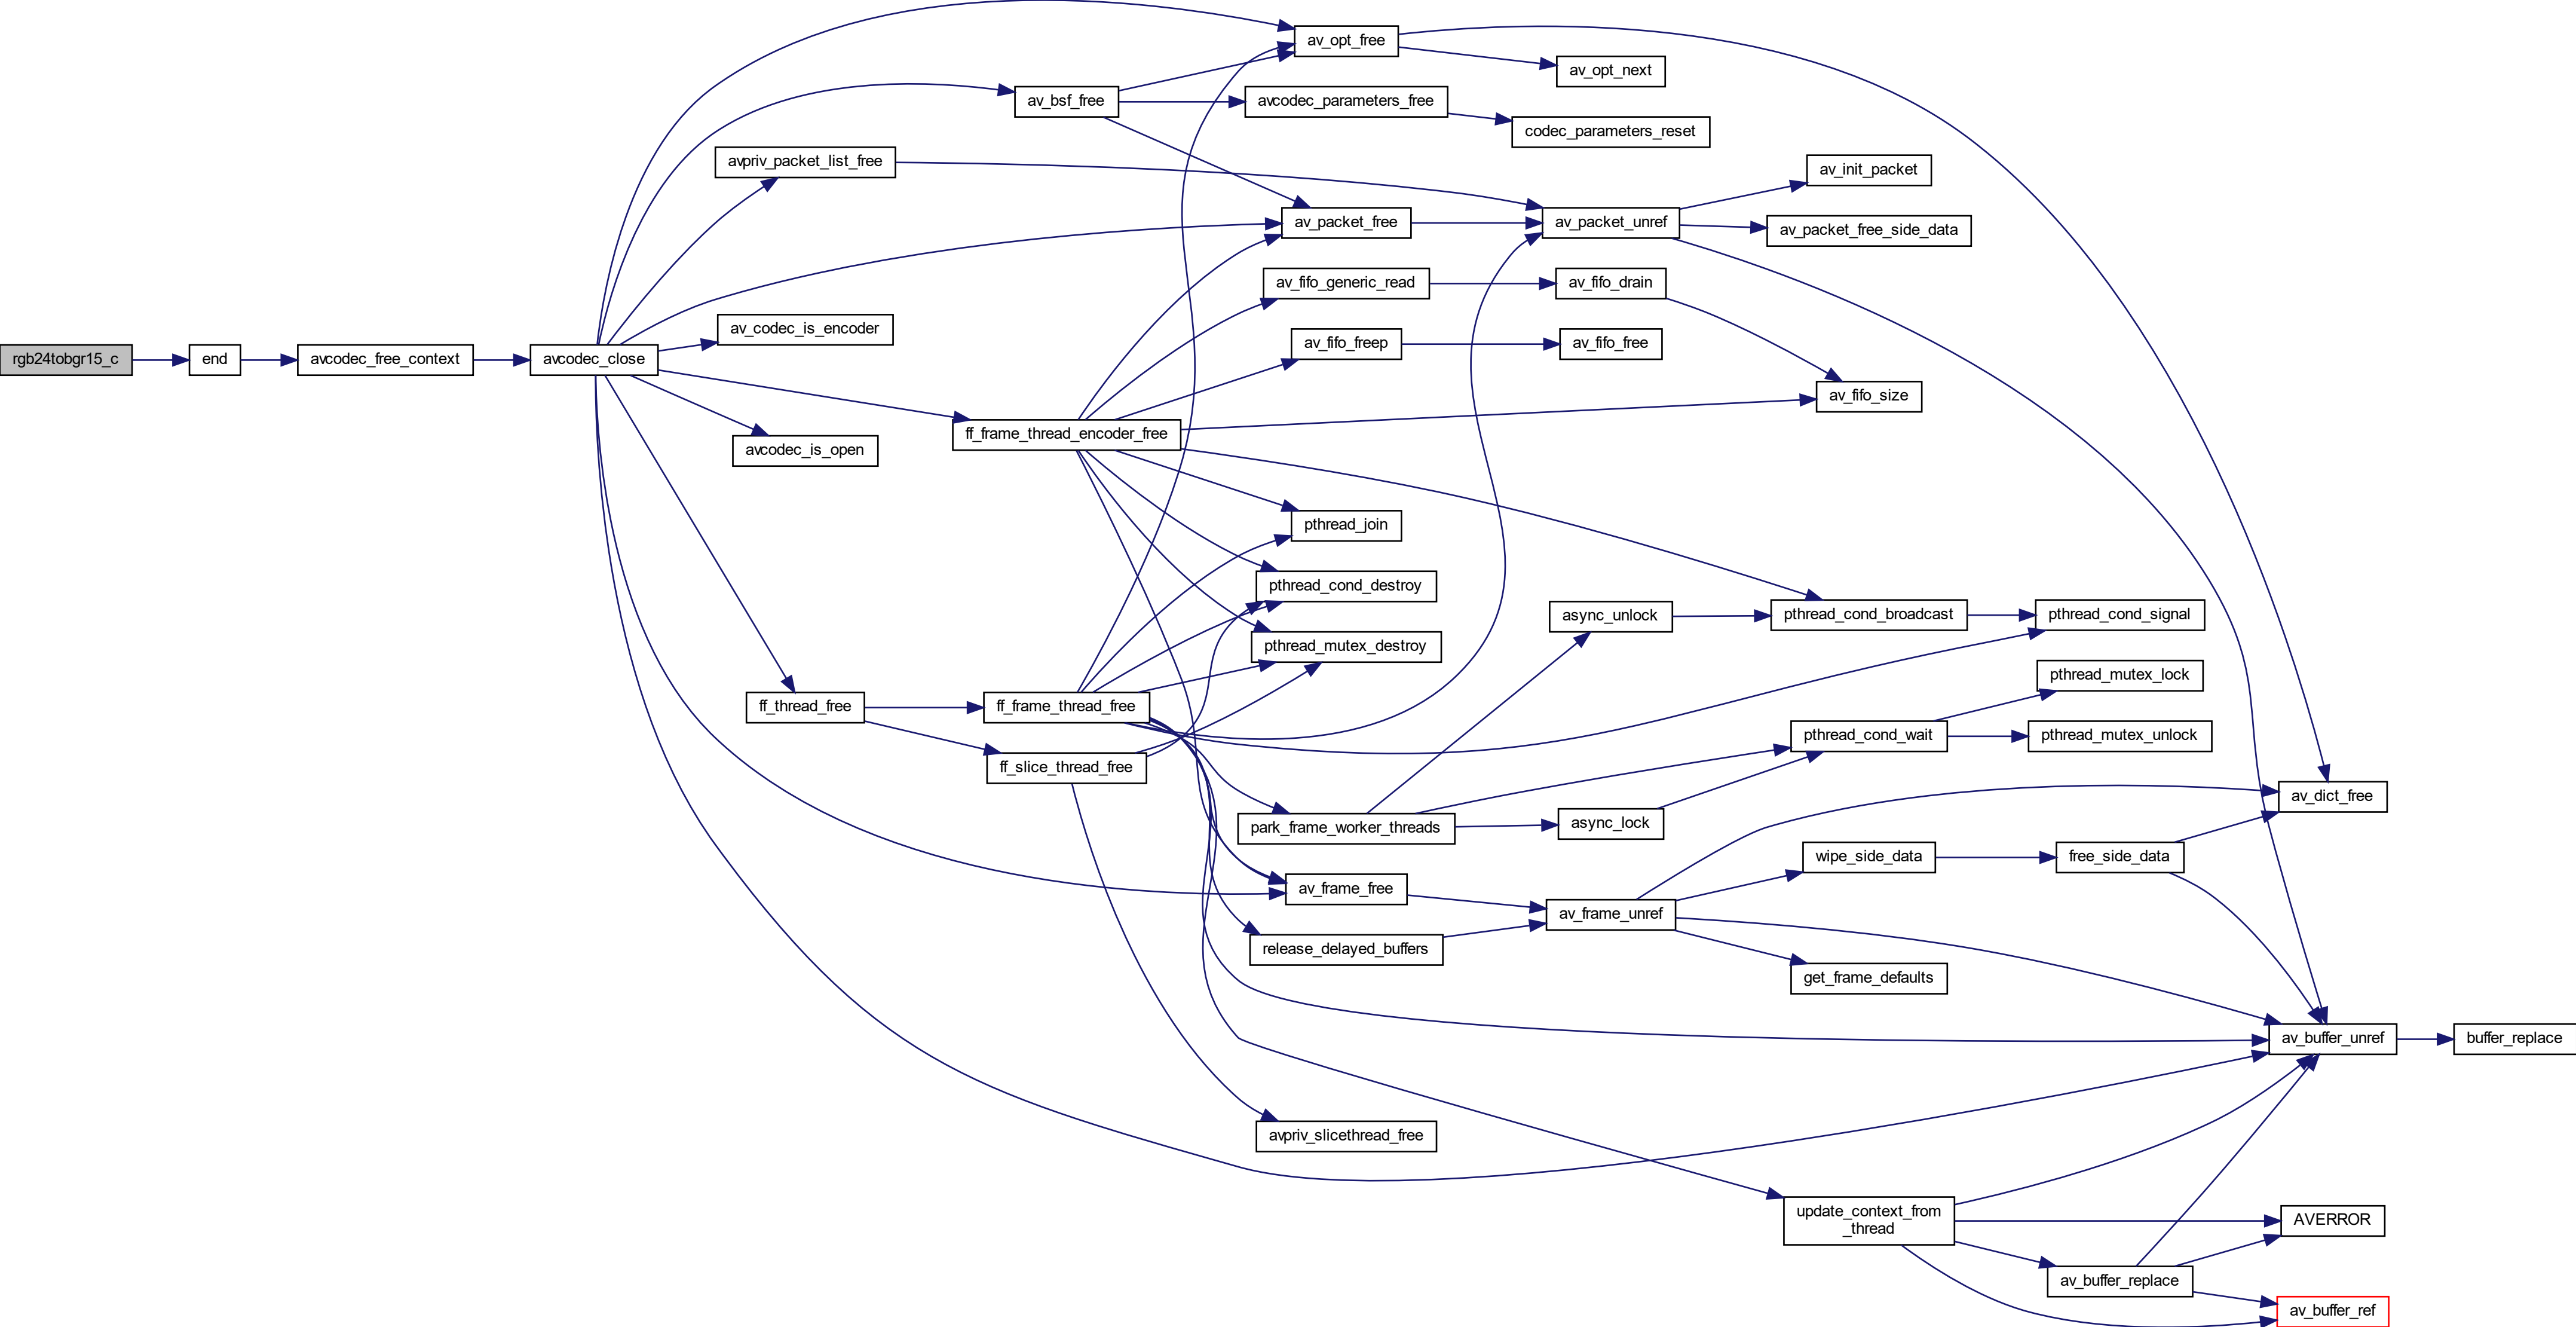 rgb24tobgr15_c
end
avcodec_free_context
avcodec_close
av_opt_free
av_opt_next
av_bsf_free
avcodec_parameters_free
codec_parameters_reset
avpriv_packet_list_free
av_init_packet
av_packet_free
av_packet_unref
av_packet_free_side_data
av_fifo_generic_read
av_fifo_drain
av_codec_is_encoder
av_fifo_freep
av_fifo_free
av_fifo_size
ff_frame_thread_encoder_free
avcodec_is_open
pthread_join
pthread_cond_destroy
async_unlock
pthread_cond_broadcast
pthread_cond_signal
pthread_mutex_destroy
pthread_mutex_lock
ff_thread_free
ff_frame_thread_free
pthread_cond_wait
pthread_mutex_unlock
ff_slice_thread_free
av_dict_free
park_frame_worker_threads
async_lock
wipe_side_data
free_side_data
av_frame_free
av_frame_unref
release_delayed_buffers
get_frame_defaults
av_buffer_unref
buffer_replace
avpriv_slicethread_free
update_context_from
_thread
AVERROR
av_buffer_replace
av_buffer_ref